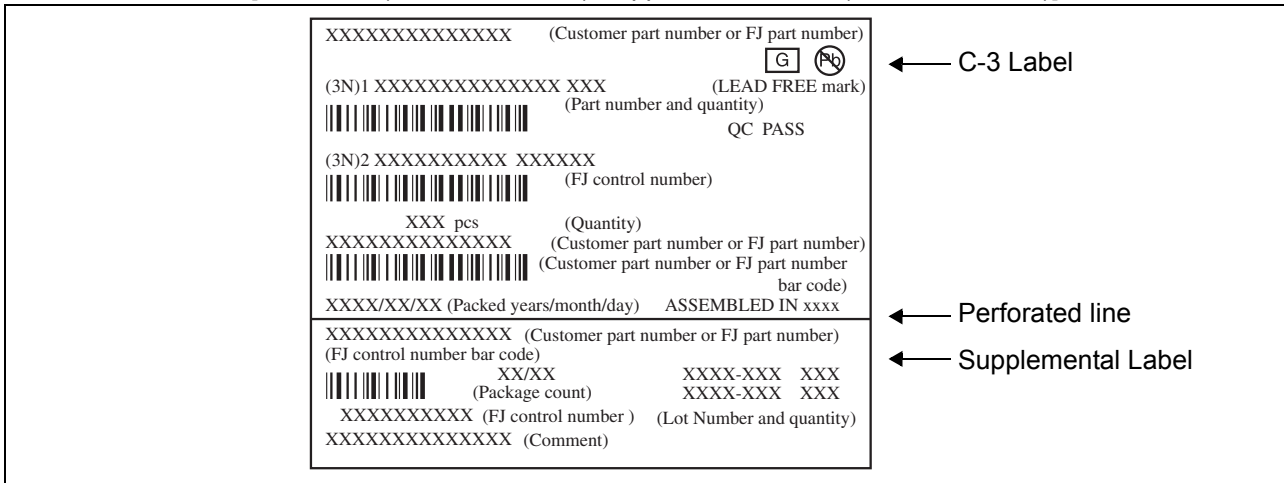 XXXXXXXXXXXXXX (Customer part number or FJ part number)
G Pb
C-3 Label
(3N)1 XXXXXXXXXXXXXX XXX (LEAD FREE mark)
(Part number and quantity)
QC PASS
(3N)2 XXXXXXXXXX XXXXXX
(FJ control number)
XXX pcs (Quantity)
XXXXXXXXXXXXXX (Customer part number or FJ part number)
(Customer part number or FJ part number
bar code)
XXXX/XX/XX (Packed years/month/day) ASSEMBLED IN xxxx
Perforated line
XXXXXXXXXXXXXX (Customer part number or FJ part number)
(FJ control number bar code)
Supplemental Label
XX/XX XXXX-XXX XXX
(Package count) XXXX-XXX XXX
XXXXXXXXXX (FJ control number ) (Lot Number and quantity)
XXXXXXXXXXXXXX (Comment)